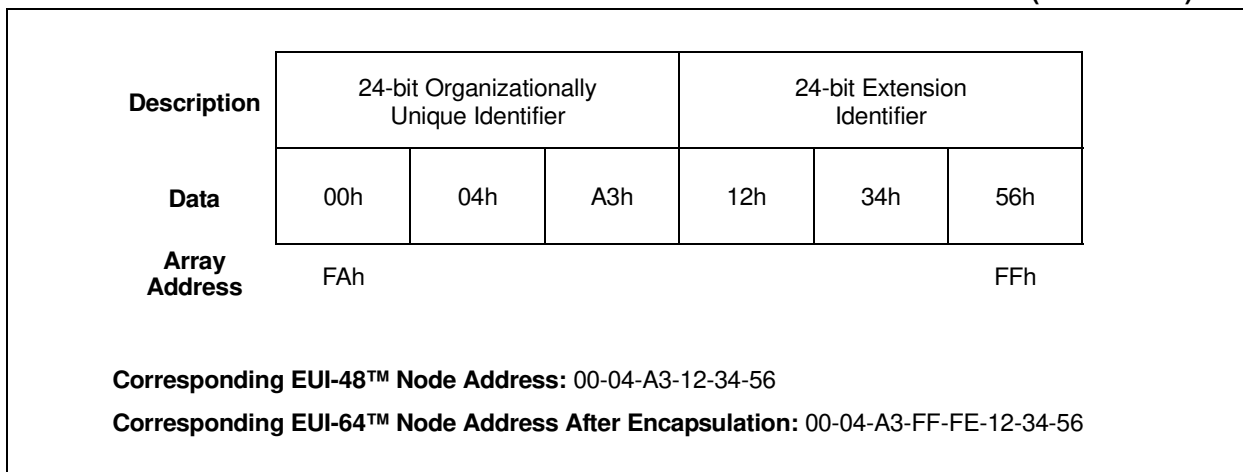 Description
24-bit Organizationally
Unique Identifier
24-bit Extension
Identifier
Data
00h
04h
A3h
12h
34h
56h
Array
Address
FAh
FFh
Corresponding EUI-48™ Node Address: 00-04-A3-12-34-56
Corresponding EUI-64™ Node Address After Encapsulation: 00-04-A3-FF-FE-12-34-56